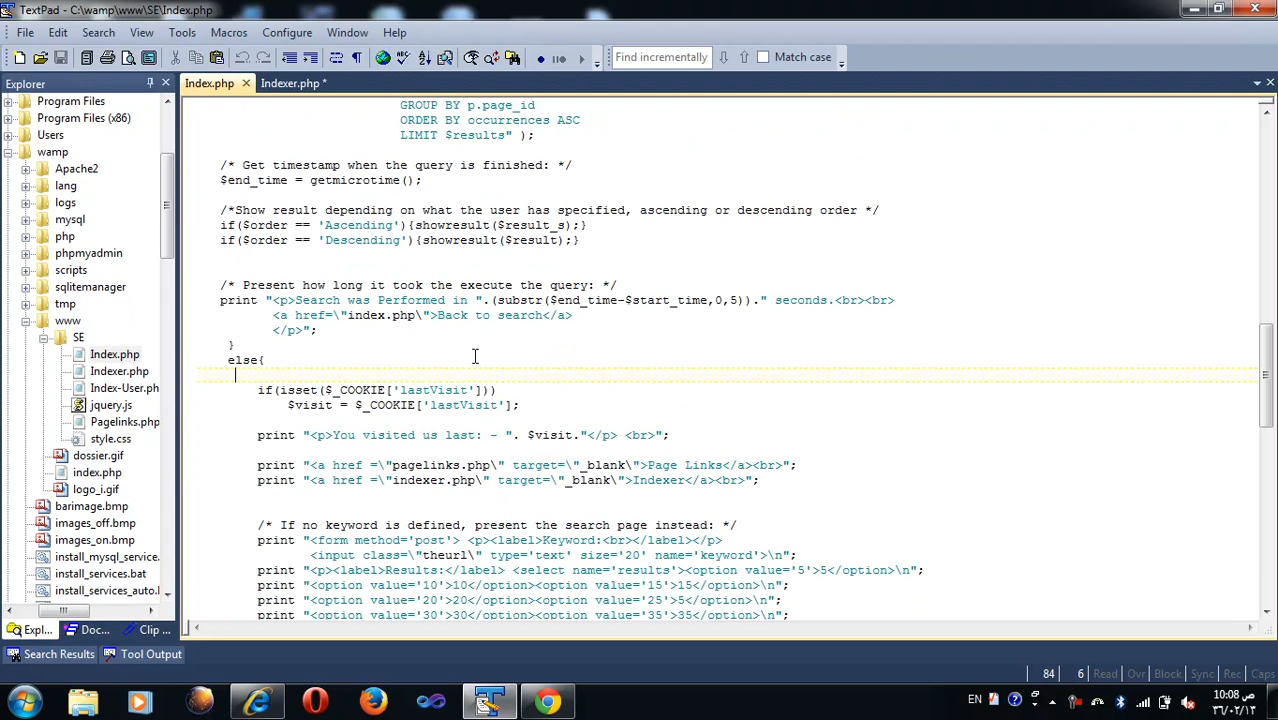 TextPad - C:\wamp\www\SE\Index.php
File Edit Search View Tools Macros Configure Window Help
Find incrementally Match case
Explorer
Index.php Indexer.php *
Program Files
Program Files (x86)
Users
wamp
Apache2
lang
logs
mysql
php
phpmyadmin
scripts
sqlitemanager
tmp
www
SE
Index.php
Indexer.php
Index-User.ph
jquery.js
Pagelinks.php
style.css
dossier.gif
index.php
logo_i.gif
barimage.bmp
images_off.bmp
images_on.bmp
install_mysql_service.
install_services.bat
install_services_auto.l
GROUP BY p.page_id
ORDER BY occurrences ASC
LIMIT $results" );
/* Get timestamp when the query is finished: */
$end_time = getmicrotime();
/*Show result depending on what the user has specified, ascending or descending order */
if($order == 'Ascending'){showresult($result_s);}
if($order == 'Descending'){showresult($result);}
/* Present how long it took the execute the query: */
print "<p>Search was Performed in ".(substr($end_time-$start_time,0,5))." seconds.<br><br>
<a href=\"index.php\">Back to search</a>
</p>";
}
else{
if(isset($_COOKIE['lastVisit']))
$visit = $_COOKIE['lastVisit'];
print "<p>You visited us last: - ". $visit."</p> <br>";
print "<a href =\"pagelinks.php\" target=\"_blank\">Page Links</a><br>";
print "<a href =\"indexer.php\" target=\"_blank\">Indexer</a><br>";
/* If no keyword is defined, present the search page instead: */
print "<form method='post'> <p><label>Keyword:<br></label></p>
<input class=\"theurl\" type='text' size='20' name='keyword'>\n";
print "<p><label>Results:</label> <select name='results'><option value='5'>5</option>\n";
print "<option value='10'>10</option><option value='15'>15</option>\n";
print "<option value='20'>20</option><option value='25'>5</option>\n";
print "<option value='30'>30</option><option value='35'>35</option>\n";
Expl... Doc... Clip ...
Search Results Tool Output
84 6 Read Ovr Block Sync Rec Caps
EN
10:08 ص
٣٦/٠٢/١٣